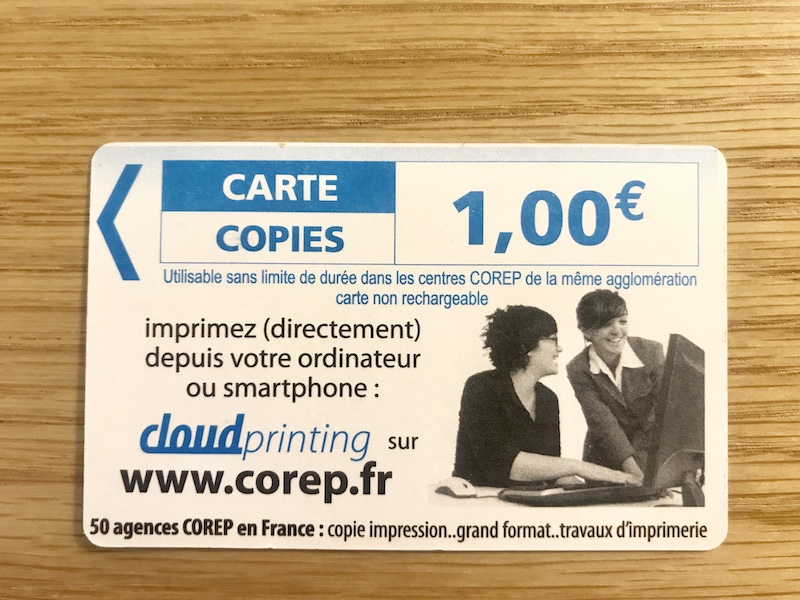 CARTE
COPIES
1,00€
Utilisable sans limite de durée dans les centres COREP de la même agglomération
carte non rechargeable
imprimez (directement)
depuis votre ordinateur
ou smartphone :
cloudprinting sur
www.corep.fr
50 agences COREP en France : copie impression..grand format..travaux d'imprimerie